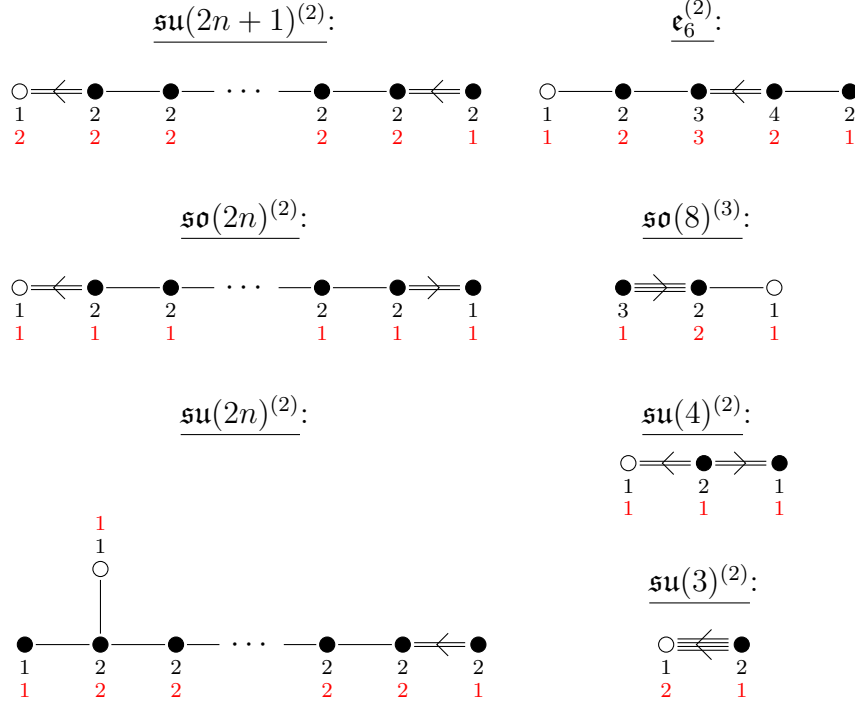 𝔰𝔲(2n + 1)^(2):
1 2 2 ··· 2 2 2
2 2 2 2 2 1
𝔢_6^(2):
1 2 3 4 2
1 2 3 2 1
𝔰𝔬(2n)^(2):
1 2 2 ··· 2 2 1
1 1 1 1 1 1
𝔰𝔬(8)^(3):
3 2 1
1 2 1
𝔰𝔲(2n)^(2):
1
1
···
1 2 2 2 2 2
1 2 2 2 2 1
𝔰𝔲(4)^(2):
1 2 1
1 1 1
𝔰𝔲(3)^(2):
1 2
2 1